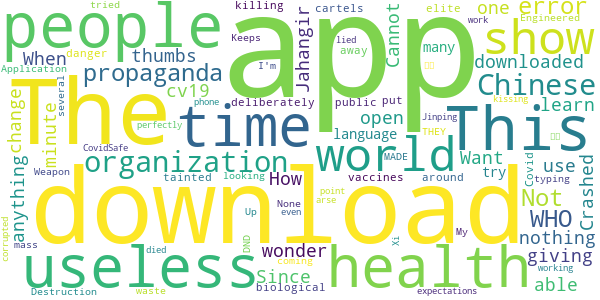 people
app
error
one
show
tried
killing
cartels
elite
Engineered
The
When
thumbs
propaganda
cv19
Keeps
I'm
lied
away
many
work
danger
Application
Jahangir
Cannot
downloaded
Chinese
change
minute
several
phone
deliberately
public
put
Jinping
kissing
time
open
learn
This
language
THEY
perfectly
CovidSafe
organization
world
Want
use
Crashed
anything
Weapon
tainted
looking
How
vaccines
around
try
Covid
typing
MADE
download
None
even
Up
point
arse
Not
WHO
nothing
My
working
corrupted
useless
mass
died
DND
wonder
health
Xi
giving
coming
Since
able
Destruction
waste
biological
expectations